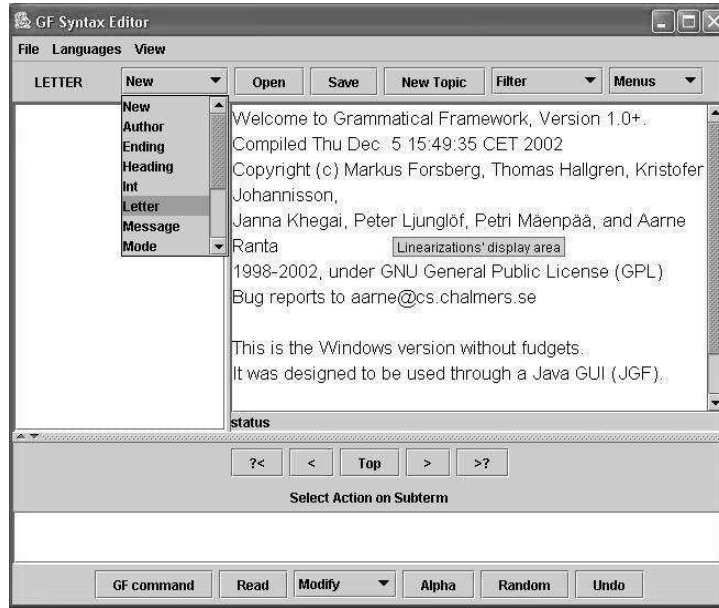 GF Syntax Editor
File Languages View
LETTER New Open Save New Topic Filter Menus
New
Author
Ending
Heading
Int
Letter
Message
Mode
Welcome to Grammatical Framework, Version 1.0+.
Compiled Thu Dec 5 15:49:35 CET 2002
Copyright (c) Markus Forsberg, Thomas Hallgren, Kristofer
Johannisson,
Janna Khegai, Peter Ljunglöf, Petri Mäenpää, and Aarne
Ranta
Linearizations' display area
1998-2002, under GNU General Public License (GPL)
Bug reports to aarne@cs.chalmers.se
This is the Windows version without fudgets.
It was designed to be used through a Java GUI (JGF).
status
?< < Top > >?
Select Action on Subterm
GF command Read Modify Alpha Random Undo